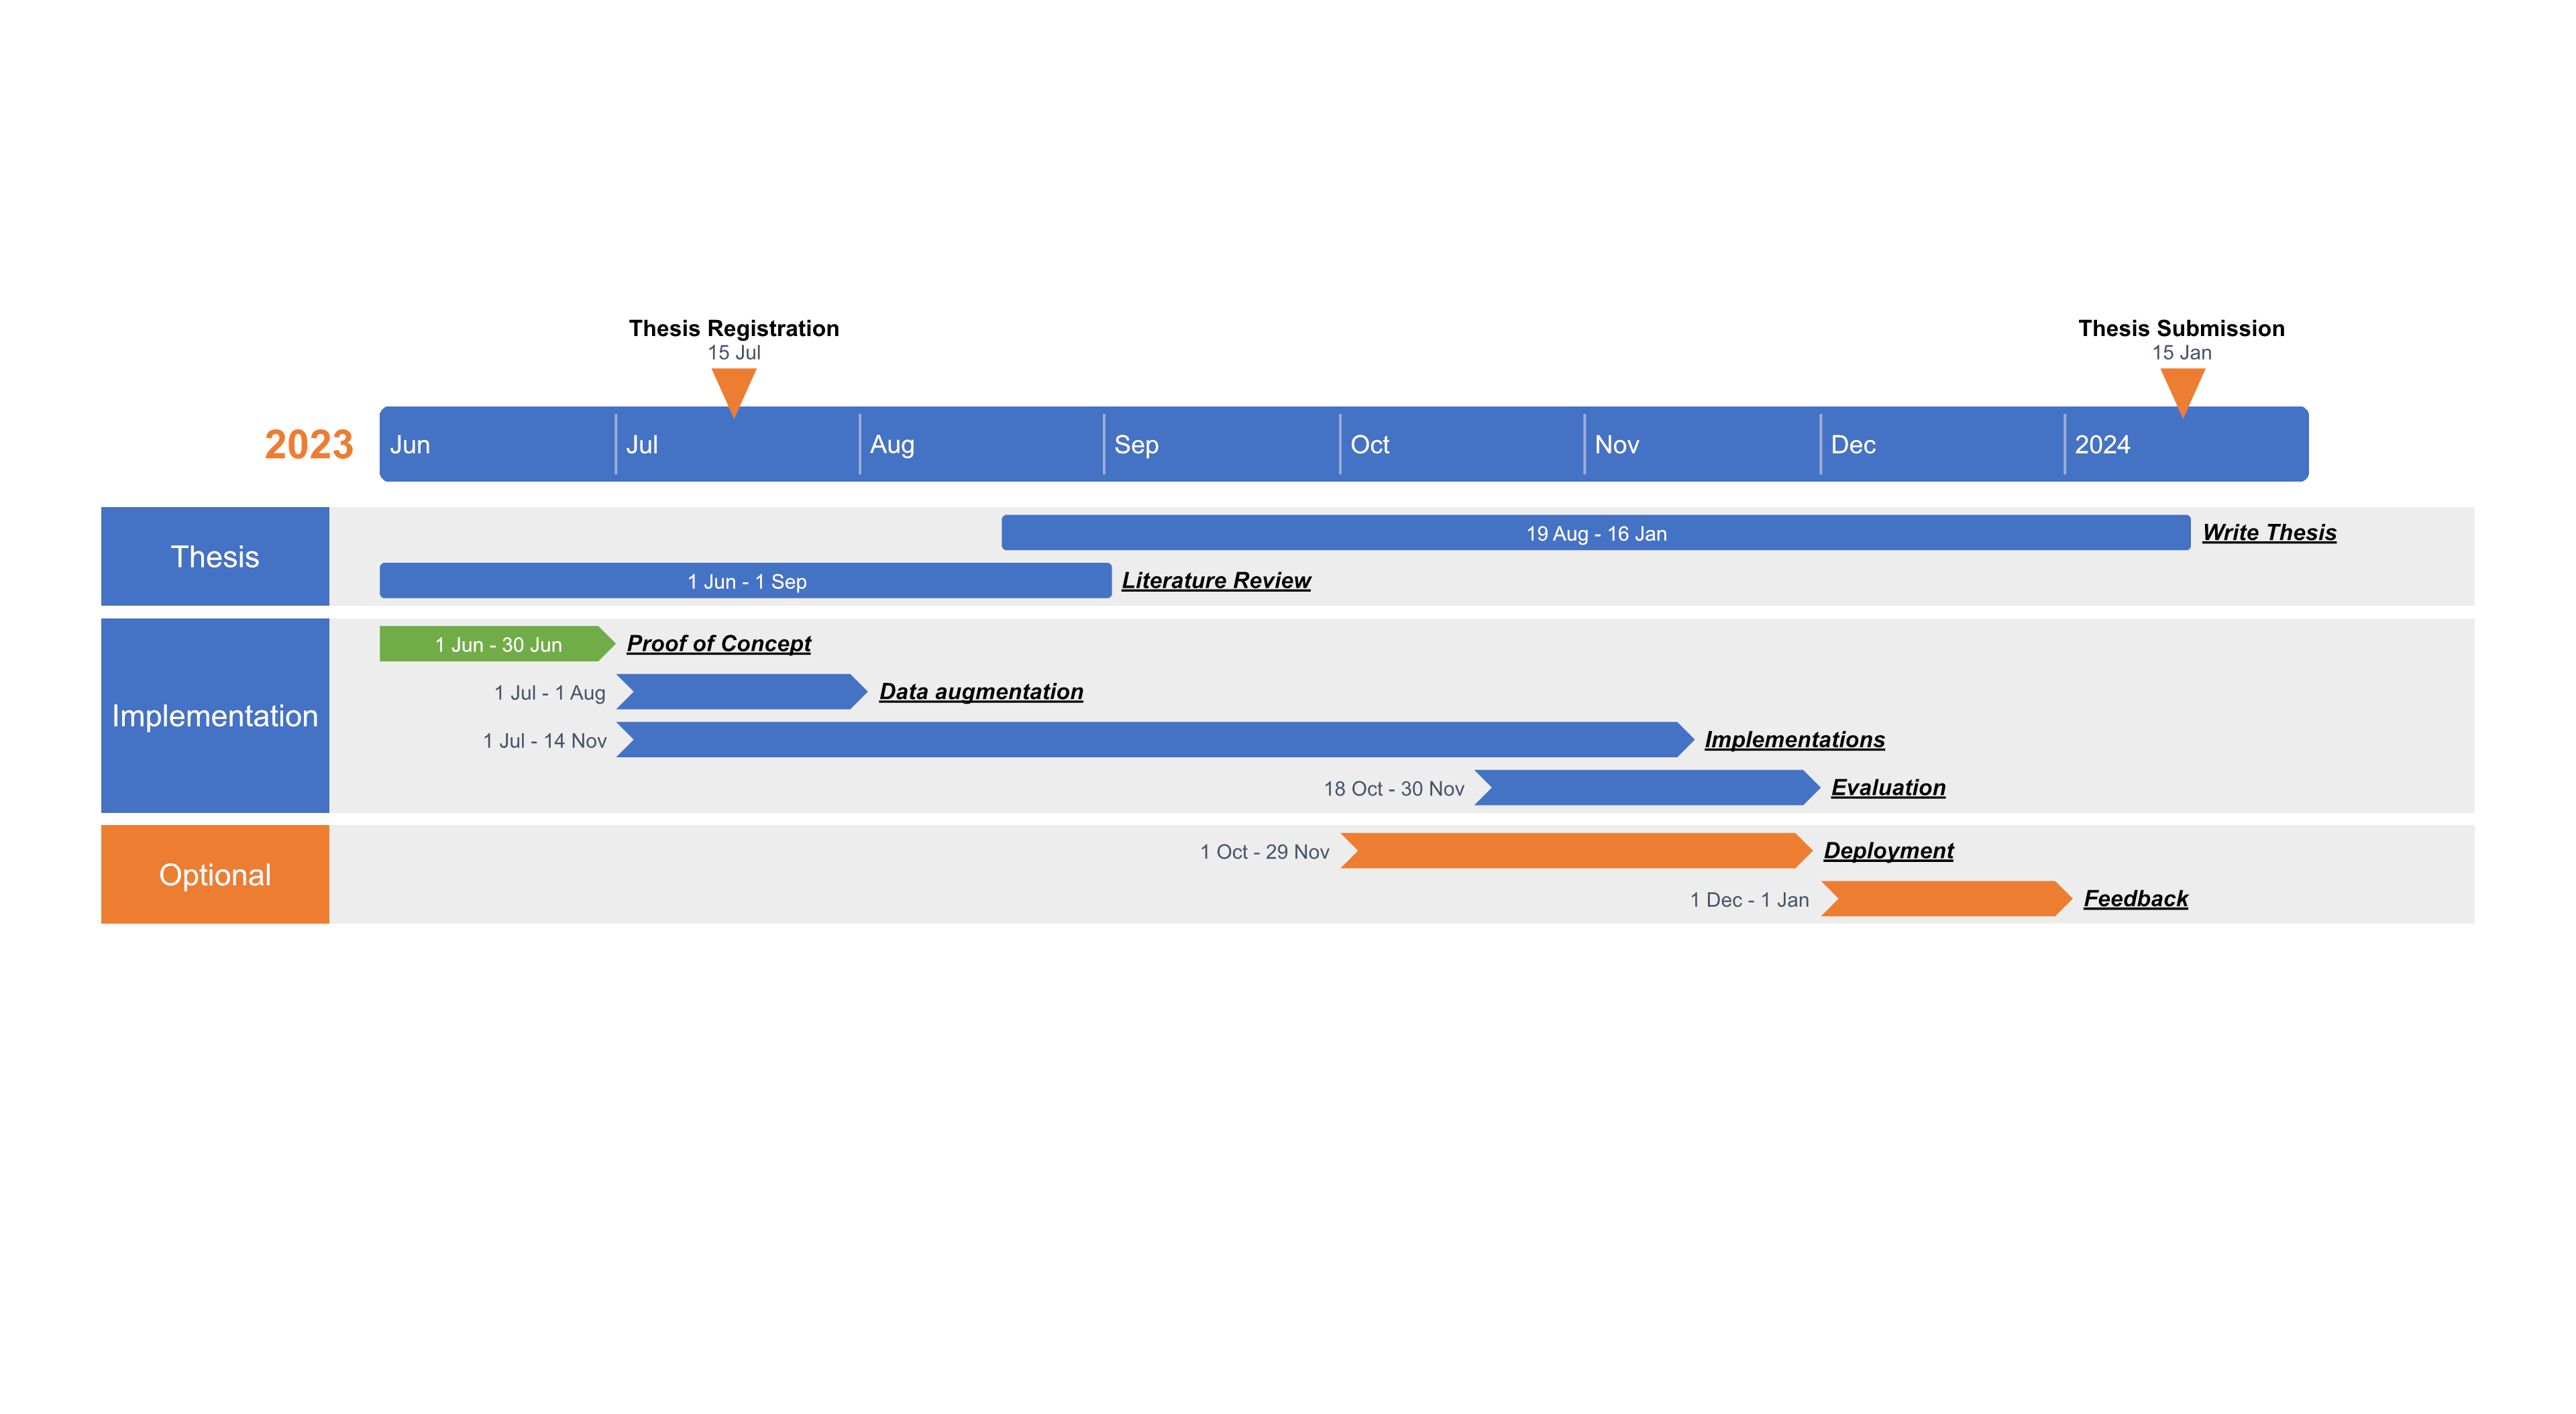 Thesis Registration
15 Jul
Thesis Submission
15 Jan
2023
Jun Jul Aug Sep Oct Nov Dec 2024
Thesis
19 Aug - 16 Jan Write Thesis
1 Jun - 1 Sep Literature Review
Implementation
1 Jun - 30 Jun Proof of Concept
1 Jul - 1 Aug Data augmentation
1 Jul - 14 Nov Implementations
18 Oct - 30 Nov Evaluation
Optional
1 Oct - 29 Nov Deployment
1 Dec - 1 Jan Feedback